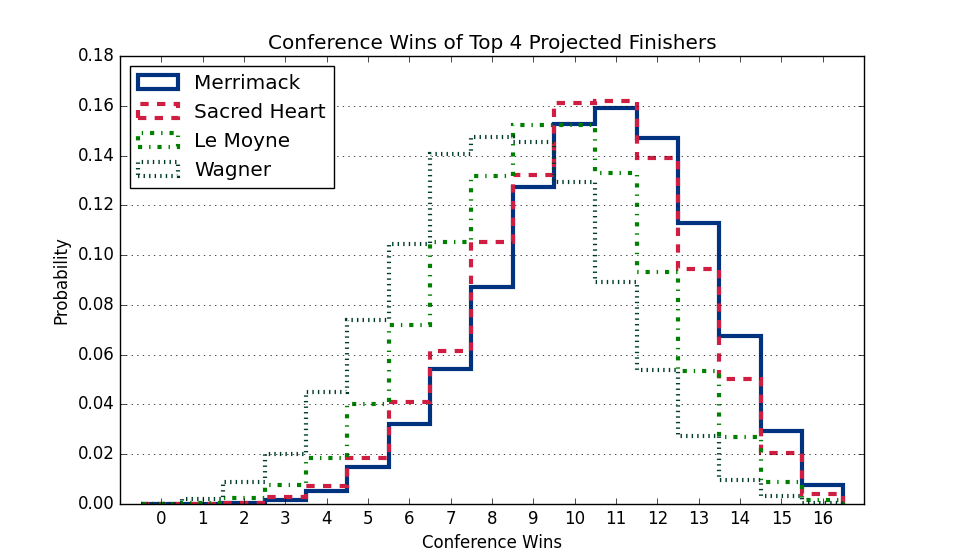 Conference Wins of Top 4 Projected Finishers
0.18
0.16
0.14
0.12
0.10
0.08
0.06
0.04
0.02
0.00
Probability
Merrimack
Sacred Heart
Le Moyne
Wagner
0 1 2 3 4 5 6 7 8 9 10 11 12 13 14 15 16
Conference Wins